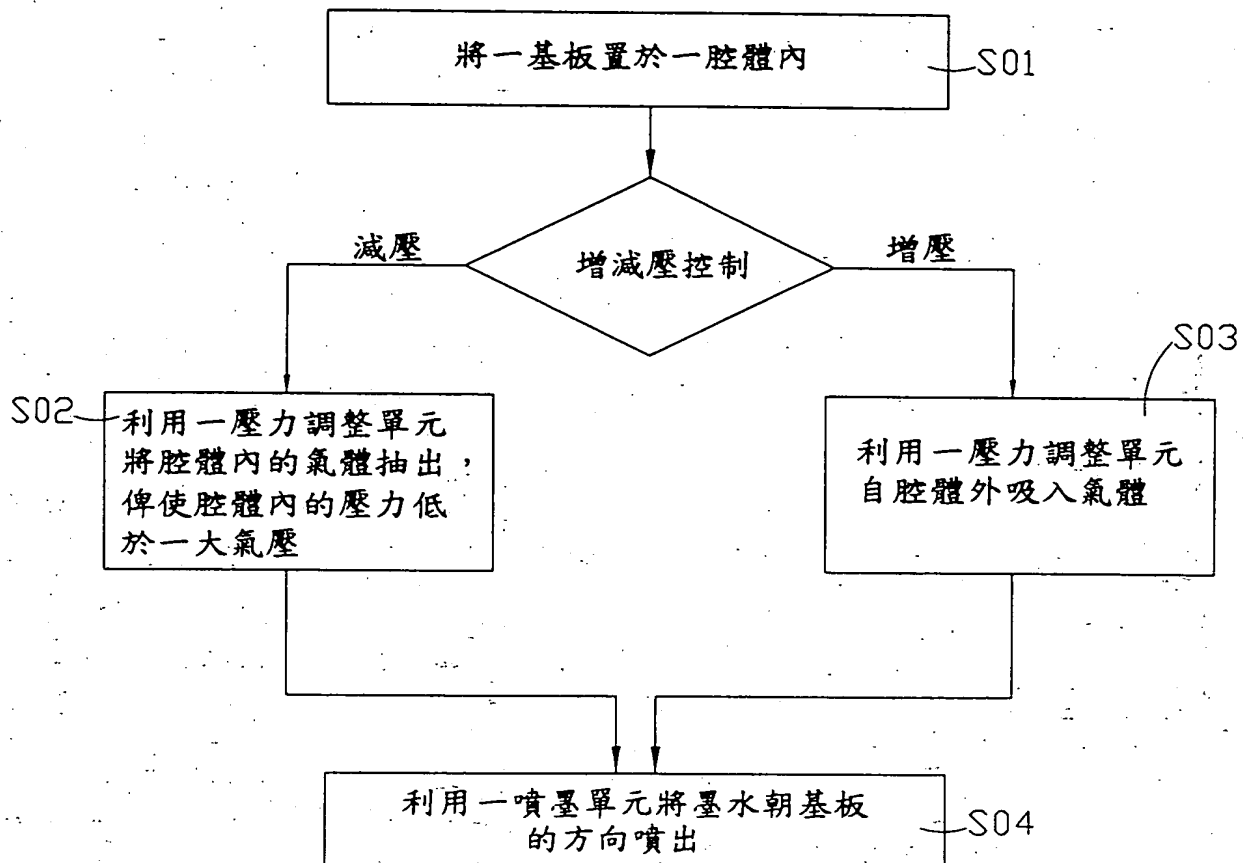 將一基板置於一腔體內
S01
增減壓控制
減壓
增壓
S02
利用一壓力調整單元
將腔體內的氣體抽出，
俾使腔體內的壓力低
於一大氣壓
S03
利用一壓力調整單元
自腔體外吸入氣體
利用一噴墨單元將墨水朝基板
的方向噴出
S04